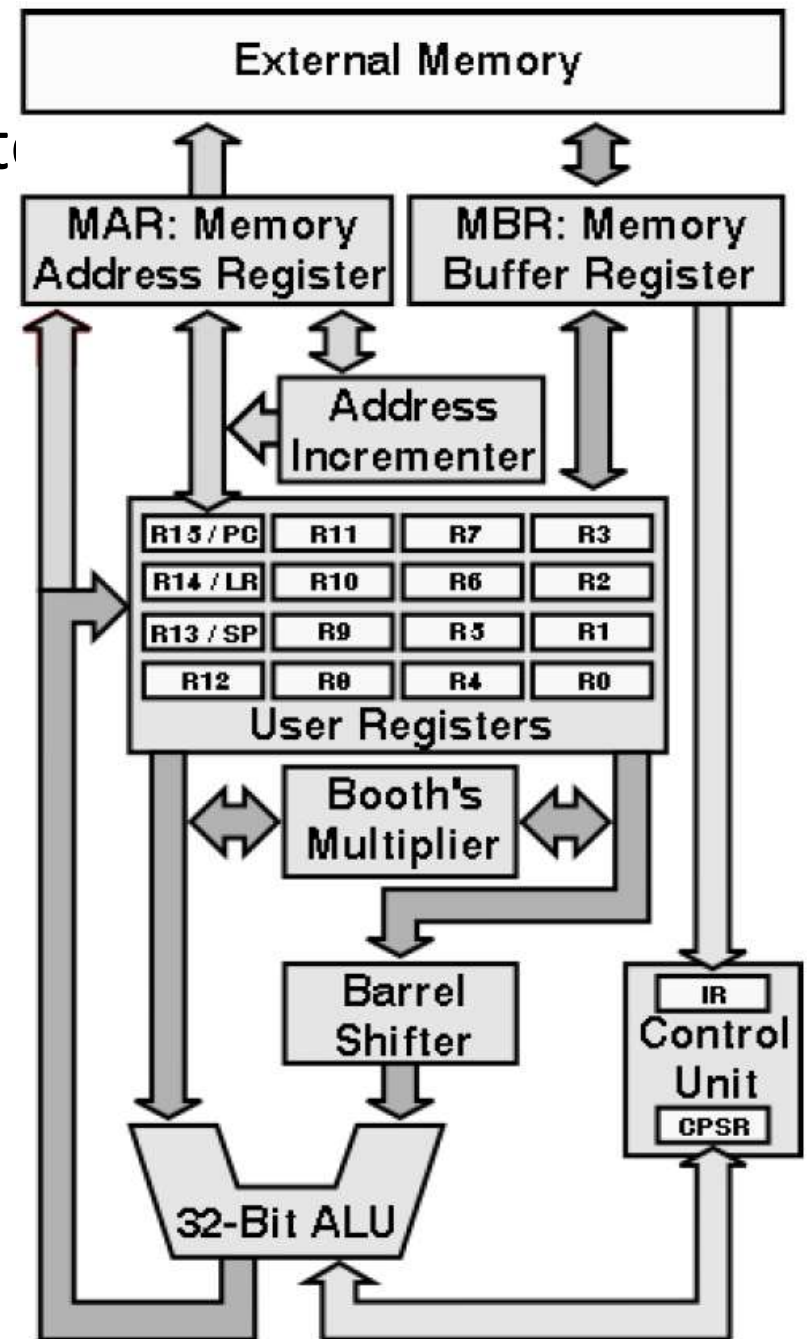 External Memory
MAR: Memory
Address Register
MBR: Memory
Buffer Register
Address
Incrementer
R15 / PC R11 R7 R3
R14 / LR R10 R6 R2
R13 / SP R9 R5 R1
R12 R8 R4 R0
User Registers
Booth's
Multiplier
Barrel
Shifter
IR
Control
Unit
CPSR
32-Bit ALU